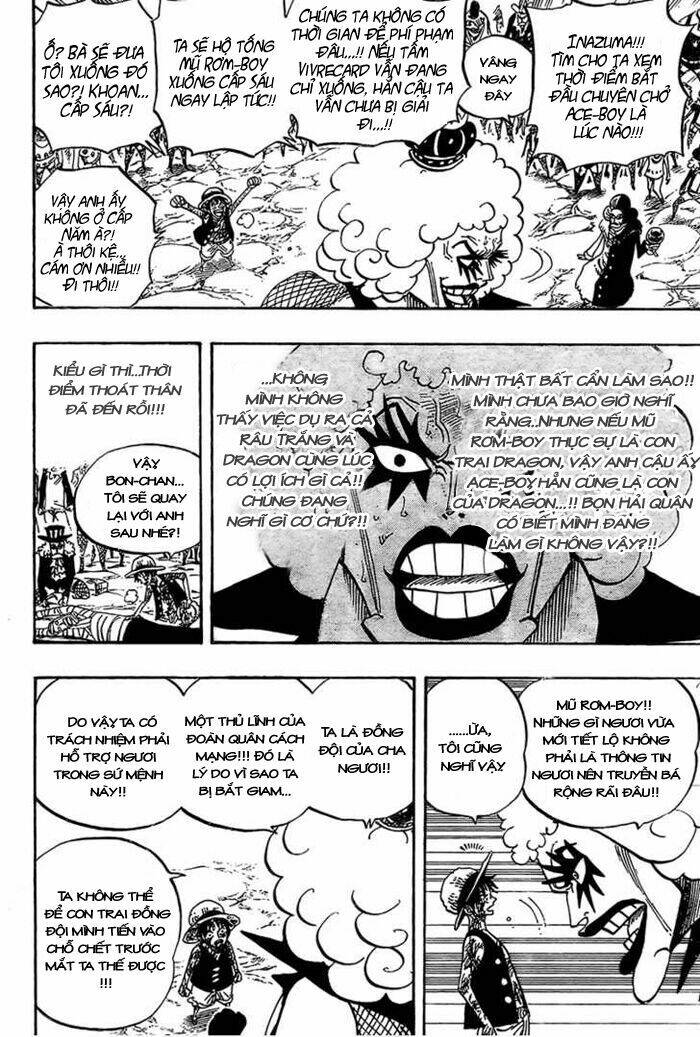 INAZUMA!!!
TÌM CHO TA XEM
THỜI ĐIỂM BẮT
ĐẦU CHUYÊN CHỞ
ACE-BOY LÀ
LÚC NÀO!!!
VÂNG
NGAY
ĐÂY
CHÚNG TA KHÔNG CÓ
THỜI GIAN ĐỂ PHÍ PHẠM
ĐÂU...!! NẾU TẤM
VIVRECARD VẪN ĐANG
CHỈ XUỐNG, HẮN CẬU TA
VẪN CHƯA BỊ GIẢI
ĐI...!!
TA SẼ HỘ TỐNG
MŨ RƠM-BOY
XUỐNG CẤP SÁU
NGAY LẬP TỨC!!
Ồ? BÀ SẼ ĐƯA
TÔI XUỐNG ĐÓ
SAO?! KHOAN...
CẤP SÁU?!
VẬY ANH ẤY
KHÔNG Ở CẤP
NĂM À?!
À THÔI KỆ...
CẢM ƠN NHIỀU!!
ĐI THÔI!!
MÌNH THẬT BẤT CẨN LÀM SAO!!
MÌNH CHƯA BAO GIỜ NGHĨ
RẰNG..NHƯNG NẾU MŨ
RƠM-BOY THỰC SỰ LÀ CON
TRAI DRAGON, VẬY ANH CẬU ẤY
ACE-BOY HẲN CŨNG LÀ CON
CỦA DRAGON...!! BỌN HẢI QUÂN
CÓ BIẾT MÌNH ĐANG
LÀM GÌ KHÔNG VẬY?!!
...KHÔNG,
MÌNH KHÔNG
THẤY VIỆC DỤ RA CẢ
RÂU TRẮNG VÀ
DRAGON CÙNG LÚC
CÓ LỢI ÍCH GÌ CẢ!!
CHÚNG ĐANG
NGHĨ GÌ CƠ CHỨ?!!
KIỂU GÌ THÌ..THỜI
ĐIỂM THOÁT THÂN
ĐÃ ĐẾN RỒI!!!
VẬY,
BON-CHAN...
TÔI SẼ QUAY
LẠI VỚI ANH
SAU NHÉ?!
MŨ RƠM-BOY!!
NHỮNG GÌ NGƯƠI VỪA
MỚI TIẾT LỘ KHÔNG
PHẢI LÀ THÔNG TIN
NGƯƠI NÊN TRUYỀN BÁ
RỘNG RÃI ĐÂU!!
......ỪA,
TÔI CŨNG
NGHĨ VẬY.
TA LÀ ĐỒNG
ĐỘI CỦA CHA
NGƯƠI!!
MỘT THỦ LĨNH CỦA
ĐOÀN QUÂN CÁCH
MẠNG!!! ĐÓ LÀ
LÝ DO VÌ SAO TA
BỊ BẮT GIAM...
DO VẬY, TA CÓ
TRÁCH NHIỆM PHẢI
HỖ TRỢ NGƯƠI
TRONG SỨ MỆNH
NÀY!!
TA KHÔNG THỂ
ĐỂ CON TRAI ĐỒNG
ĐỘI MÌNH TIẾN VÀO
CHỖ CHẾT TRƯỚC
MẮT TA THẾ ĐƯỢC
!!!